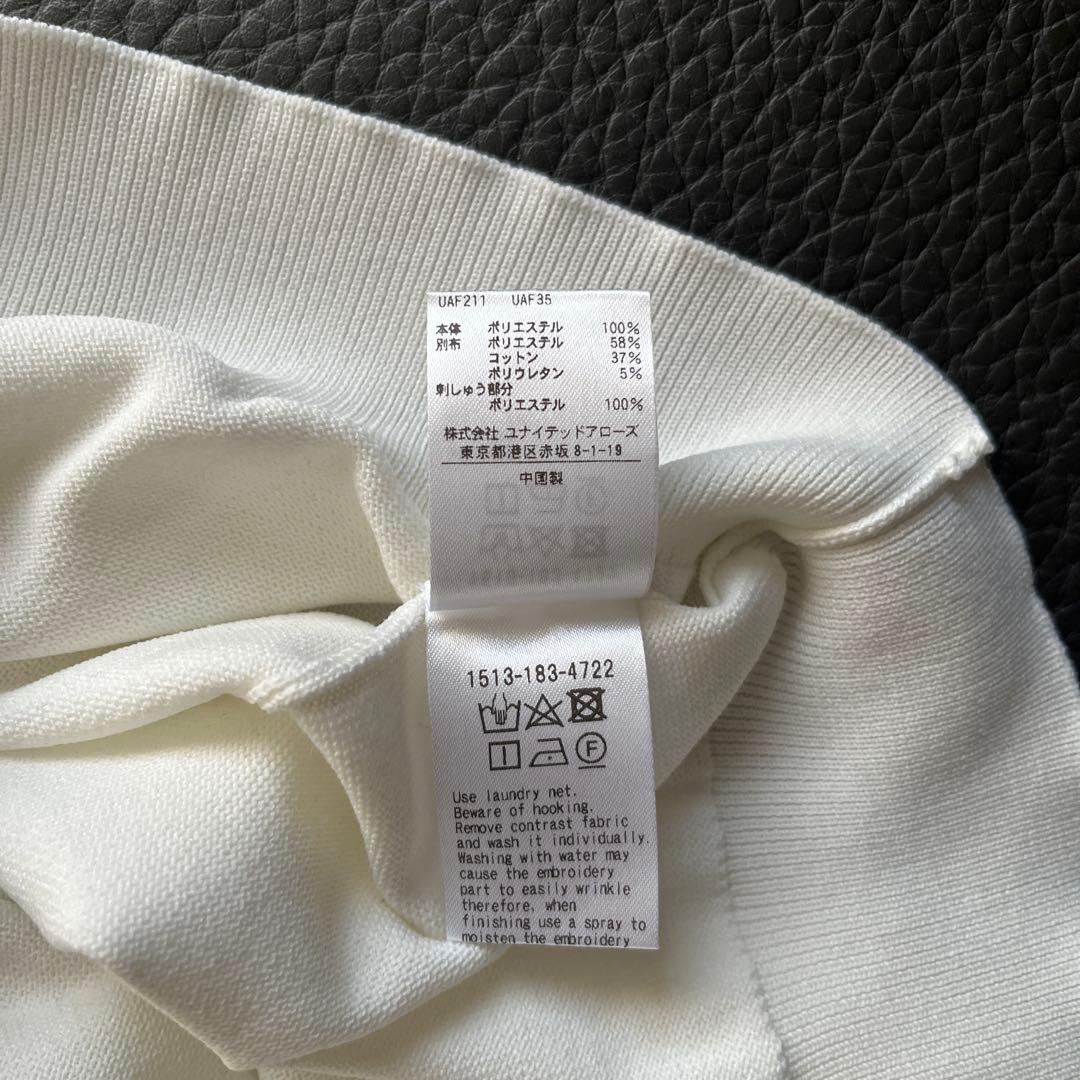 UAF211 UAF35
本体 ポリエステル 100%
別布 ポリエステル 58%
コットン 37%
ポリウレタン 5%
刺しゅう部分
ポリエステル 100%
株式会社 ユナイテッドアローズ
東京都港区赤坂 8-1-19
中国製
1513-183-4722
F
Use laundry net.
Beware of hooking.
Remove contrast fabric
and wash it individually.
Washing with water may
cause the embroidery
part to easily wrinkle
therefore, when
finishing use a spray to
moisten the embroidery